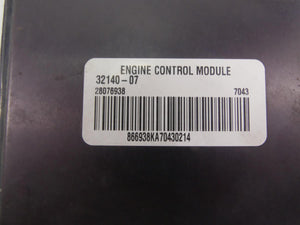 ENGINE CONTROL MODULE
32140-07
28076938 7043
866938KA70430214